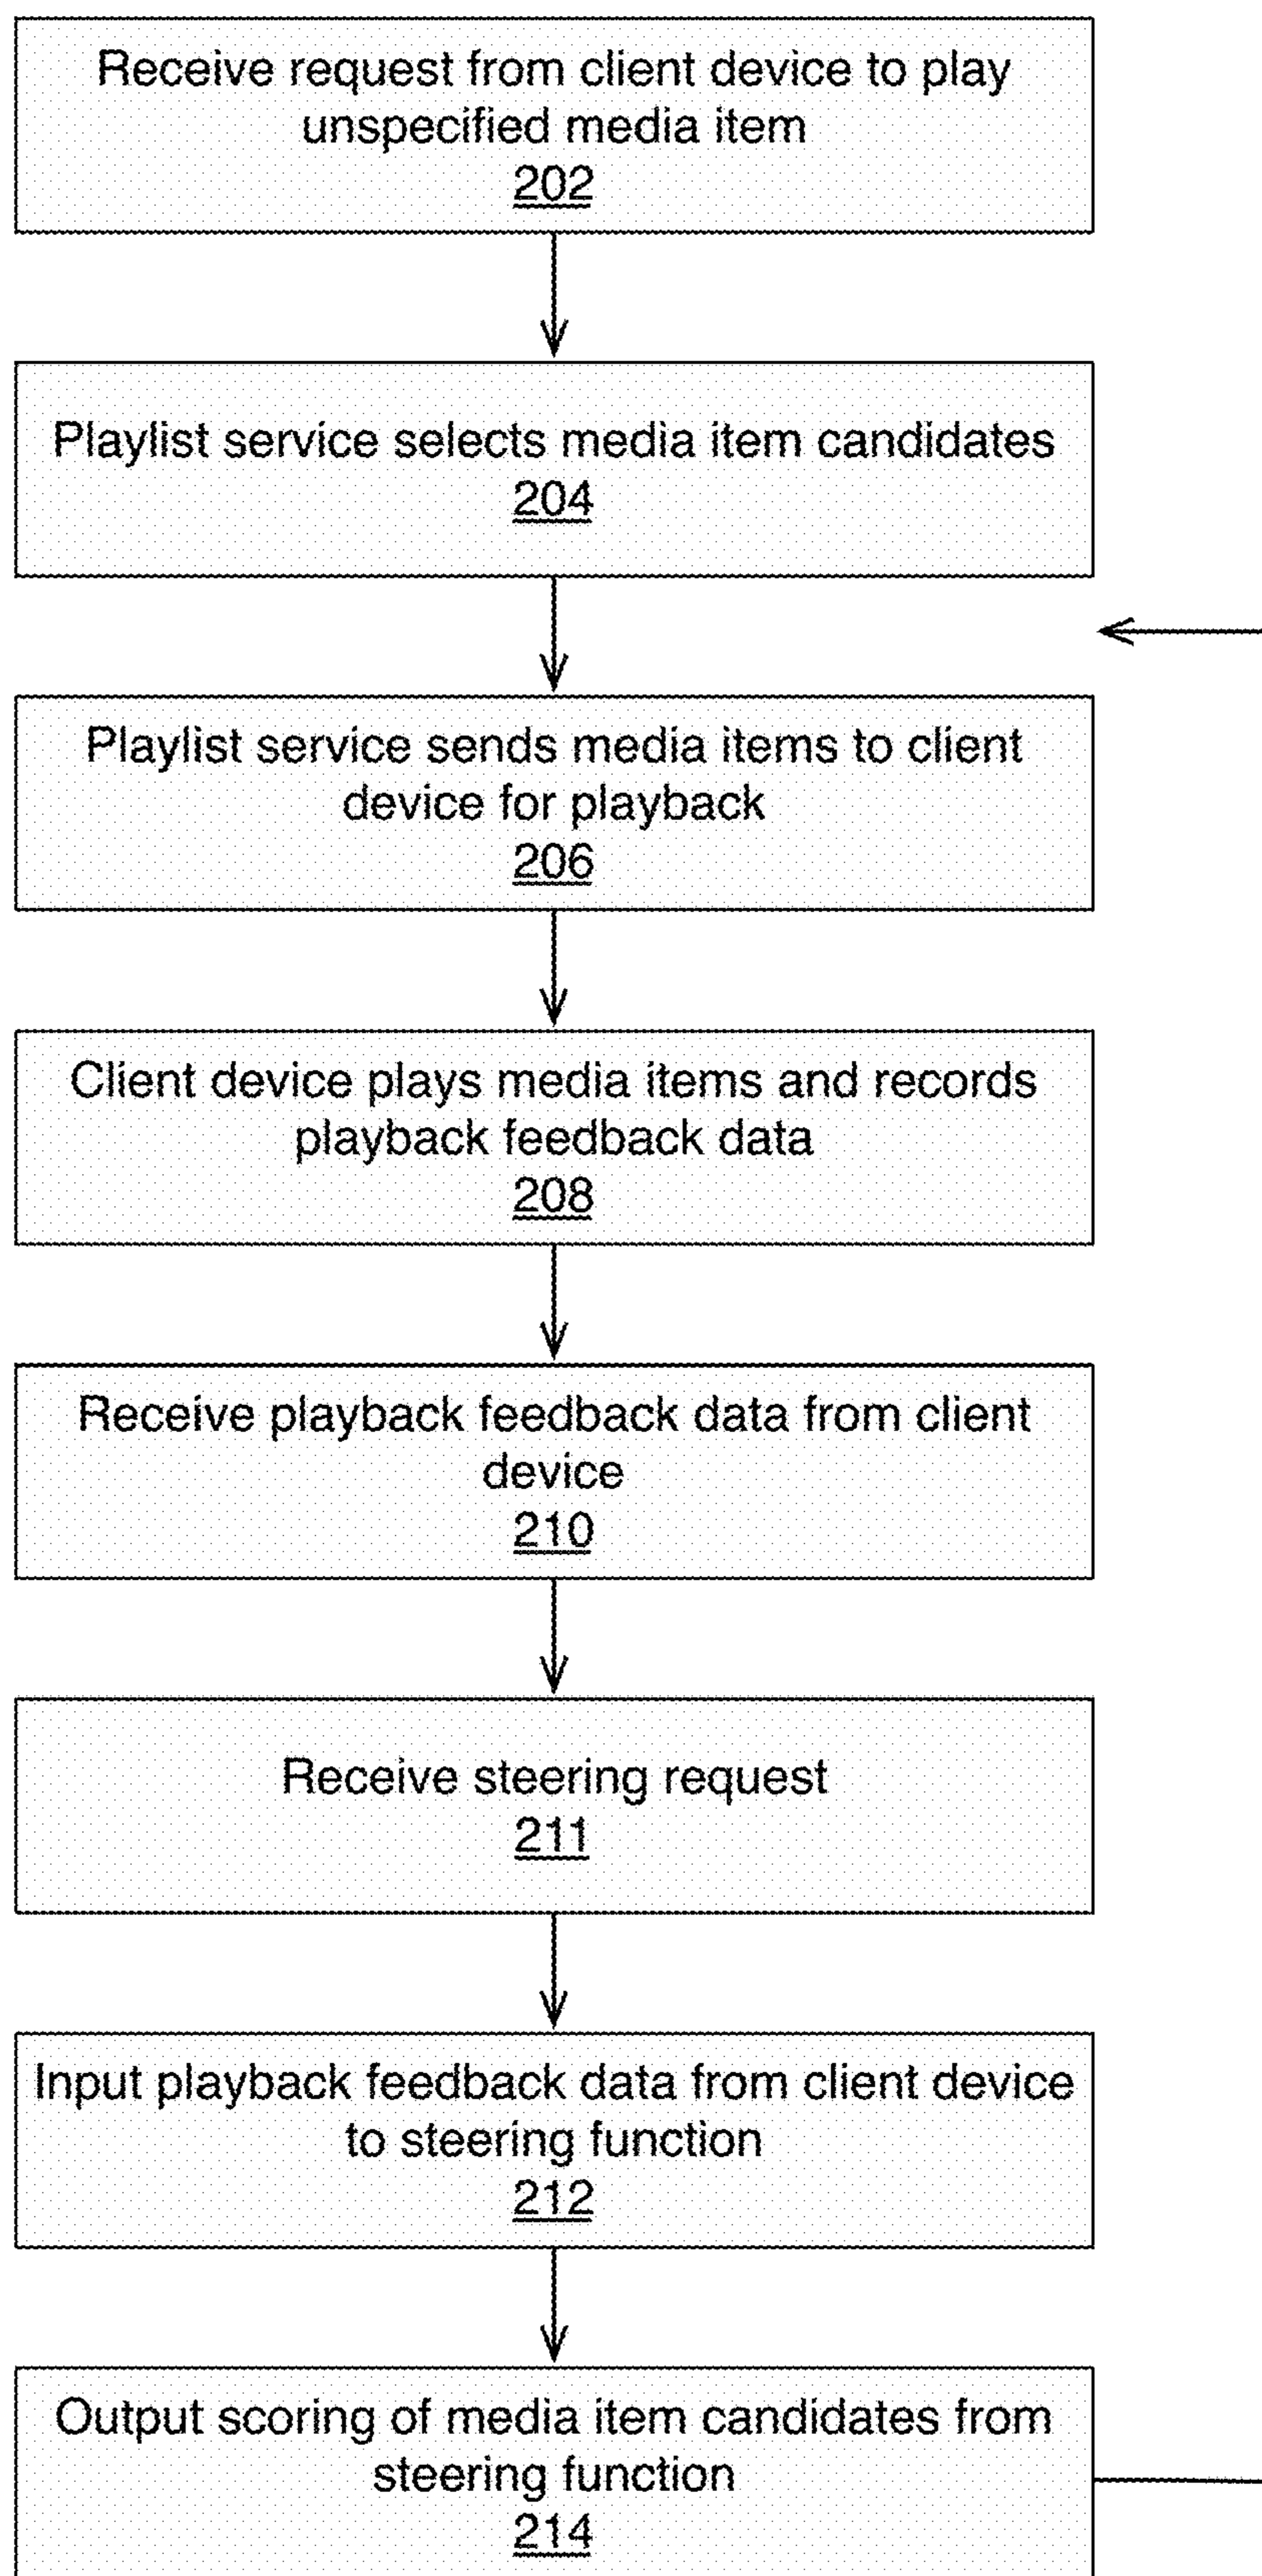 Receive request from client device to play
unspecified media item
202
Playlist service selects media item candidates
204
Playlist service sends media items to client
device for playback
206
Client device plays media items and records
playback feedback data
208
Receive playback feedback data from client
device
210
Receive steering request
211
Input playback feedback data from client device
to steering function
212
Output scoring of media item candidates from
steering function
214